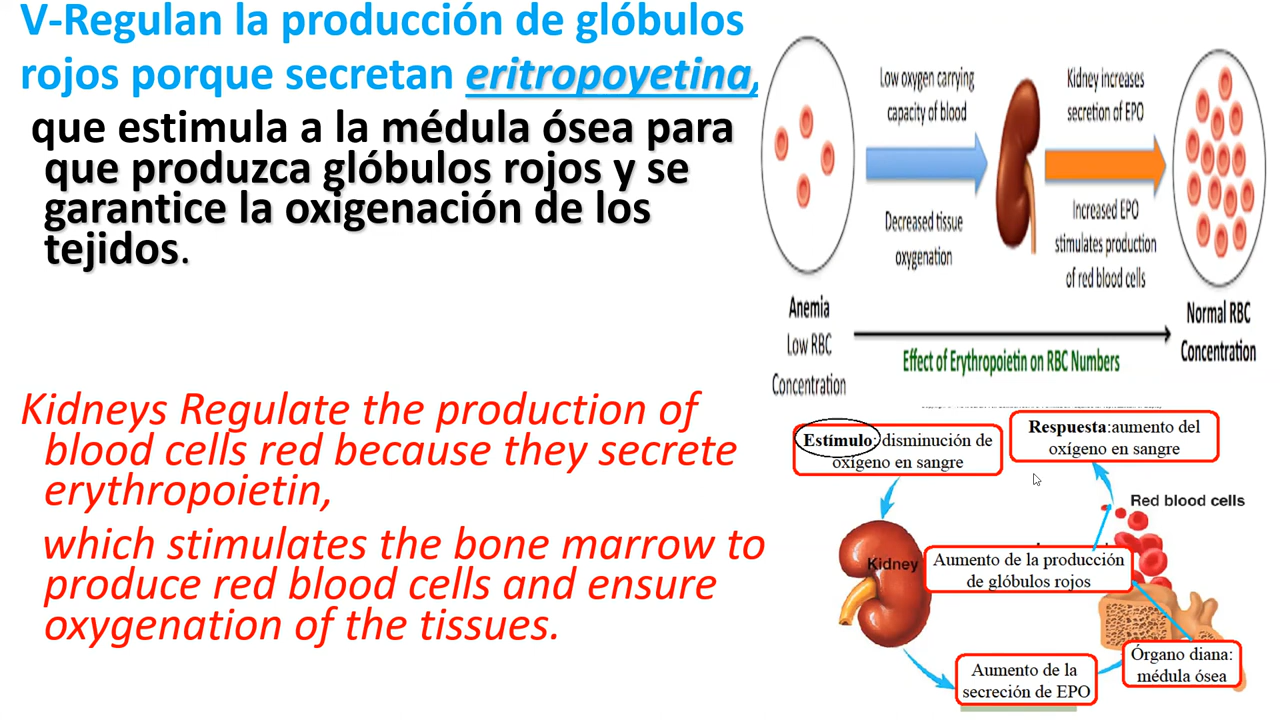 V-Regulan la producción de glóbulos
rojos porque secretan eritropoyetina,
que estimula a la médula ósea para
que produzca glóbulos rojos y se
garantice la oxigenación de los
tejidos.
Kidneys Regulate the production of
blood cells red because they secrete
erythropoietin,
which stimulates the bone marrow to
produce red blood cells and ensure
oxygenation of the tissues.
Low oxygen carrying
capacity of blood
Decreased tissue
oxygenation
Kidney increases
secretion of EPO
Increased EPO
stimulates production
of red blood cells
Anemia
Low RBC
Concentration
Normal RBC
Concentration
Effect of Erythropoietin on RBC Numbers
Estímulo: disminución de
oxígeno en sangre
Respuesta:aumento del
oxígeno en sangre
Red blood cells
Kidney
Aumento de la producción
de glóbulos rojos
Órgano diana:
médula ósea
Aumento de la
secreción de EPO